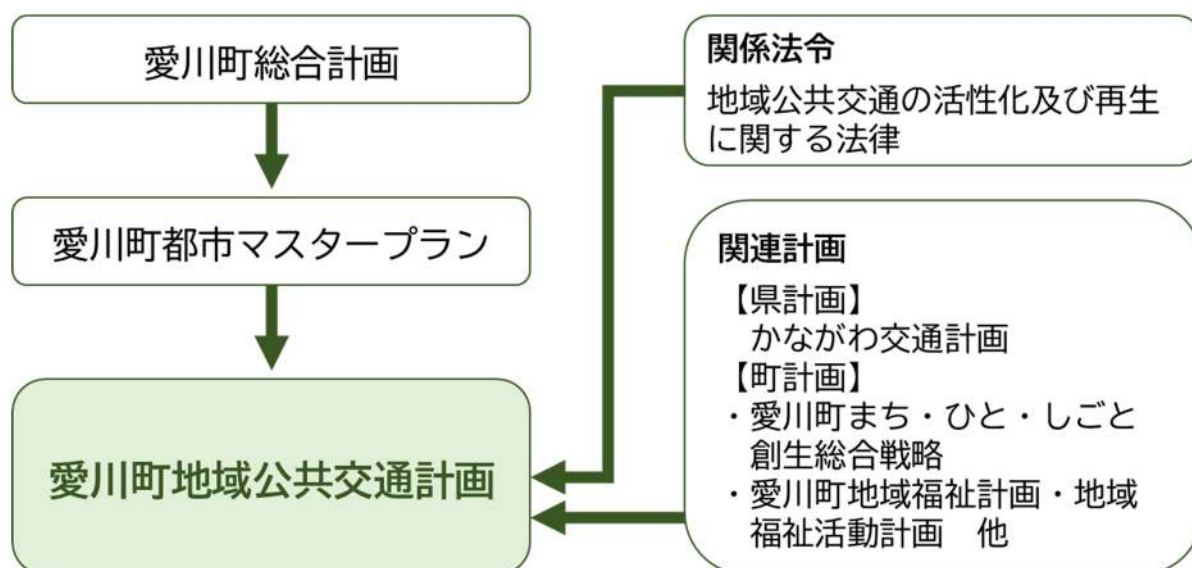 愛川町総合計画
愛川町都市マスタープラン
愛川町地域公共交通計画
関係法令
地域公共交通の活性化及び再生
に関する法律
関連計画
【県計画】
かながわ交通計画
【町計画】
・愛川町まち・ひと・しごと
創生総合戦略
・愛川町地域福祉計画・地域
福祉活動計画　他